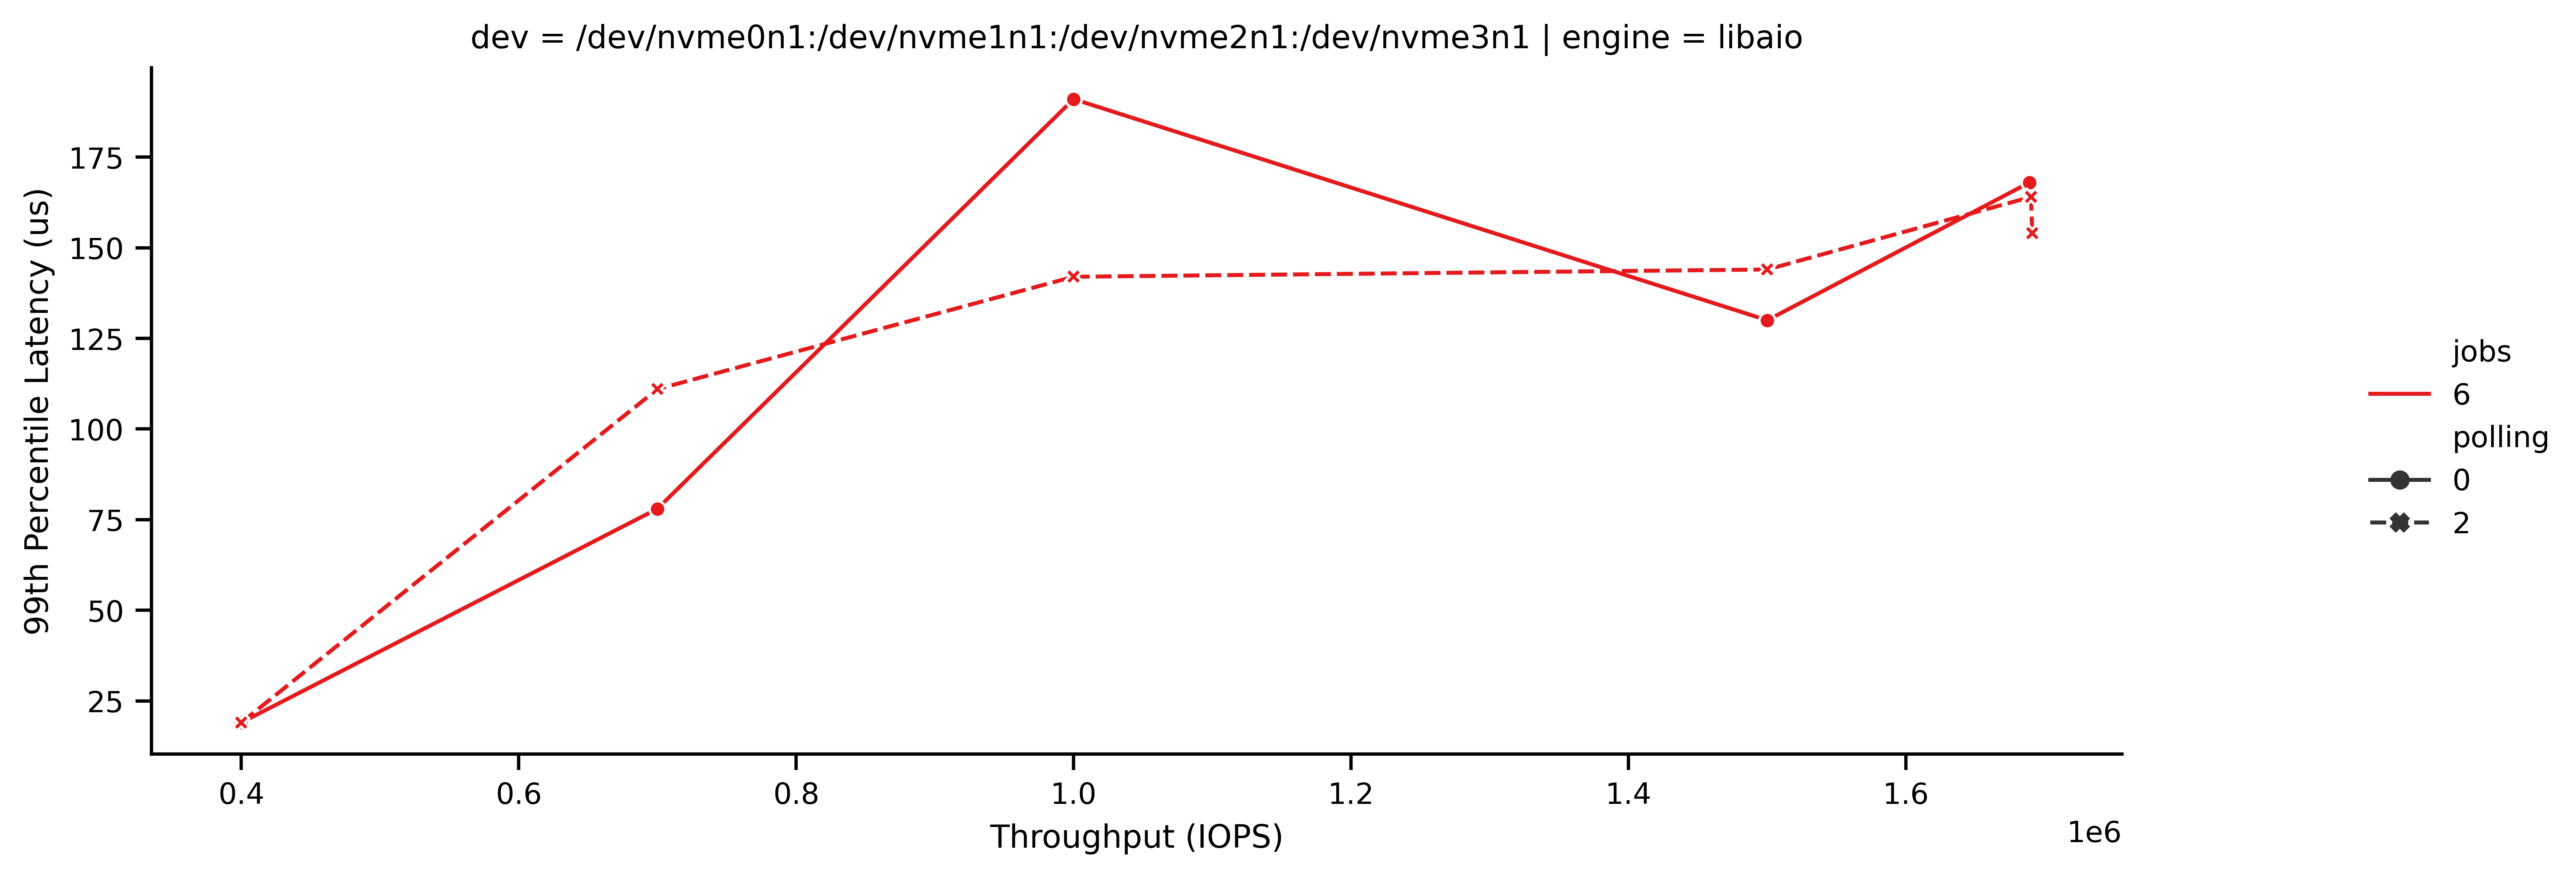 dev = /dev/nvme0n1:/dev/nvme1n1:/dev/nvme2n1:/dev/nvme3n1 | engine = libaio
99th Percentile Latency (us)
175
150
125
100
75
50
25
0.4 0.6 0.8 1.0 1.2 1.4 1.6
1e6
Throughput (IOPS)
jobs
6
polling
0
2